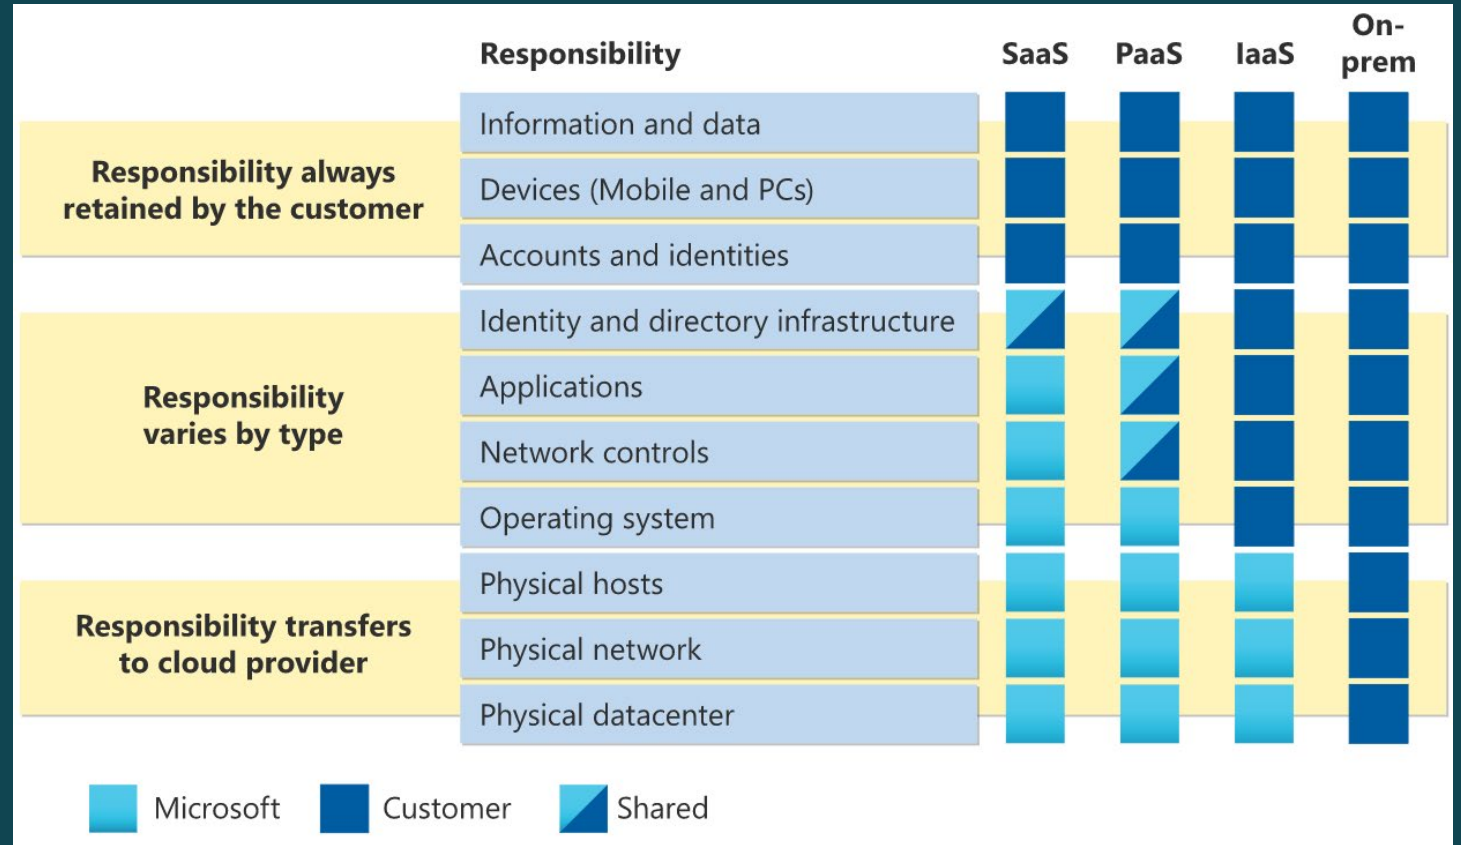 Responsibility
SaaS
PaaS
IaaS
On-
prem
Responsibility always
retained by the customer
Information and data
Devices (Mobile and PCs)
Accounts and identities
Responsibility
varies by type
Identity and directory infrastructure
Applications
Network controls
Operating system
Responsibility transfers
to cloud provider
Physical hosts
Physical network
Physical datacenter
Microsoft
Customer
Shared